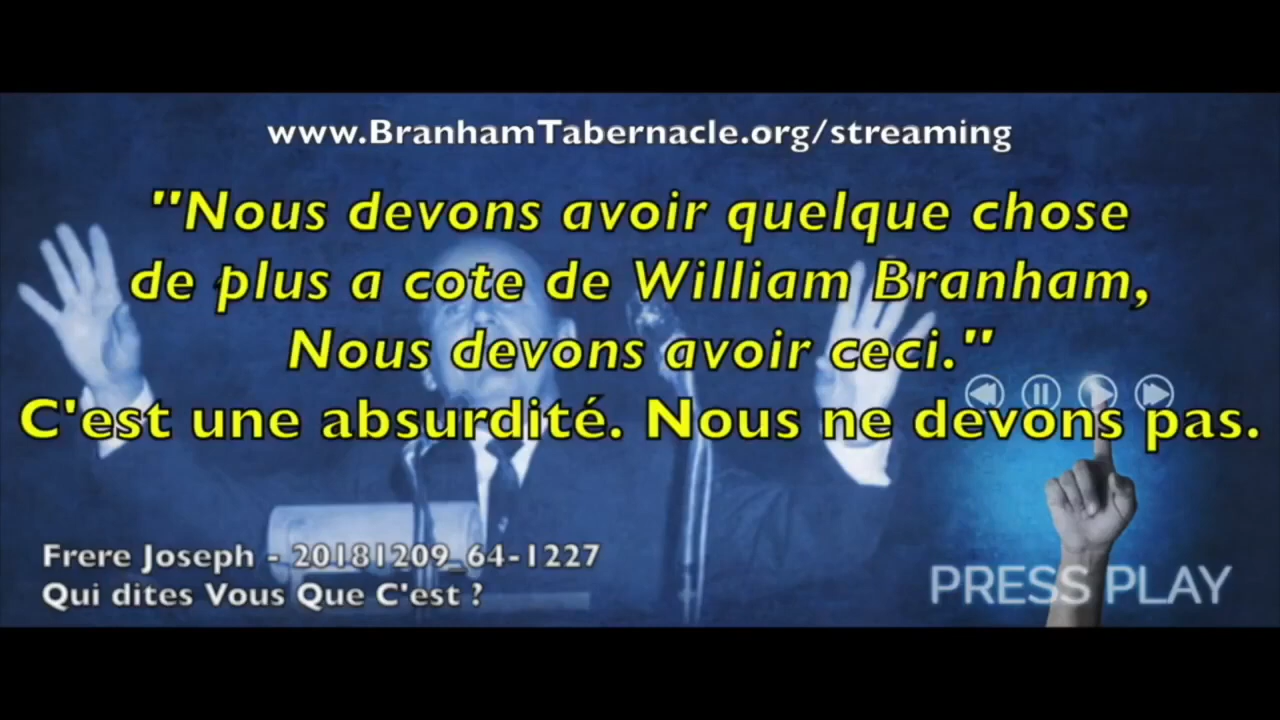 www.BranhamTabernacle.org/streaming
"Nous devons avoir quelque chose
de plus a cote de William Branham,
Nous devons avoir ceci."
C'est une absurdité. Nous ne devons pas.
Frere Joseph - 20181209_64-1227
Qui dites Vous Que C'est ?
PRESS PLAY